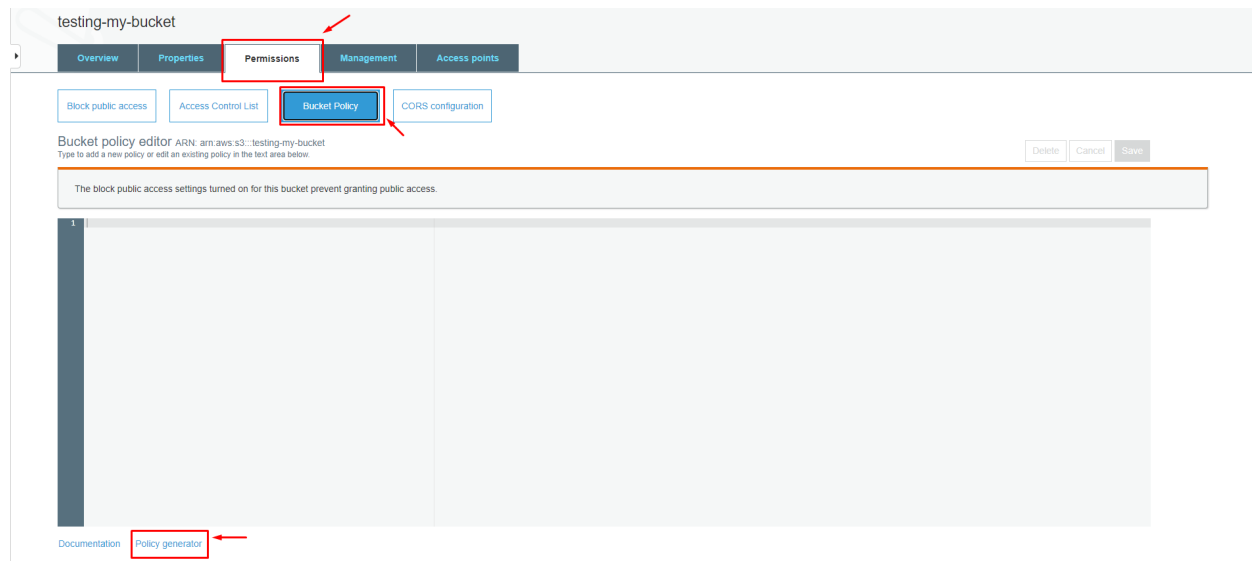 testing-my-bucket
Overview Properties Permissions Management Access points
Block public access Access Control List Bucket Policy CORS configuration
Bucket policy editor ARN: arn:aws:s3:::testing-my-bucket
Type to add a new policy or edit an existing policy in the text area below.
Delete Cancel Save
The block public access settings turned on for this bucket prevent granting public access.
1
Documentation Policy generator